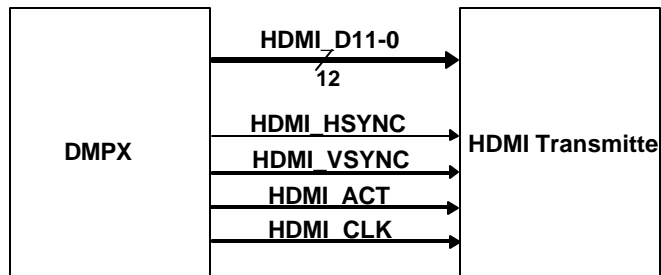 HDMI_D11-0
12
HDMI_HSYNC
DMPX
HDMI Transmitte
HDMI_VSYNC
HDMI_ACT
HDMI_CLK